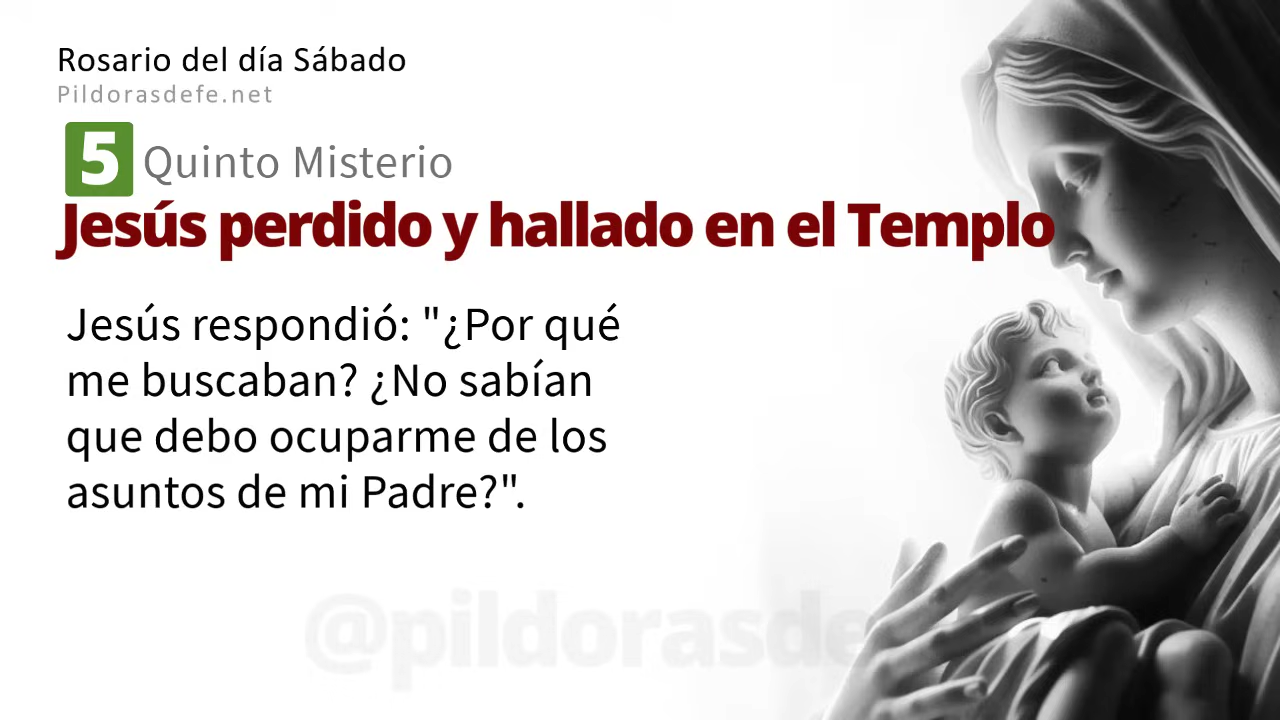 Rosario del día Sábado
Pildorasdefe.net
5 Quinto Misterio
Jesús perdido y hallado en el Templo
Jesús respondió: "¿Por qué
me buscaban? ¿No sabían
que debo ocuparme de los
asuntos de mi Padre?".
@pildorasde